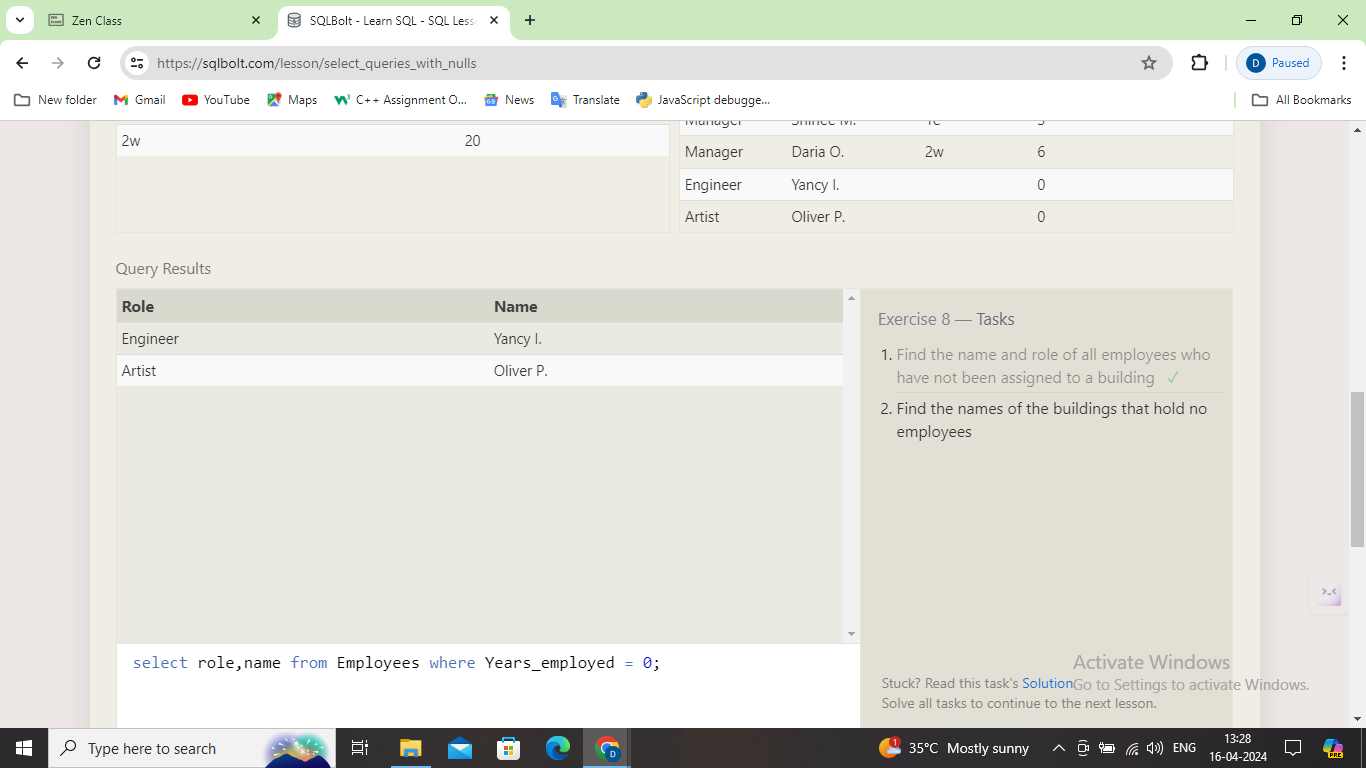 Zen Class
SQLBolt - Learn SQL - SQL Less
https://sqlbolt.com/lesson/select_queries_with_nulls
D Paused
New folder Gmail YouTube Maps C++ Assignment O... News Translate JavaScript debugge... All Bookmarks
2w 20
Manager Shirlee M. 1e
Manager Daria O. 2w 6
Engineer Yancy I. 0
Artist Oliver P. 0
Query Results
Role Name
Engineer Yancy I.
Artist Oliver P.
Exercise 8 — Tasks
1. Find the name and role of all employees who
have not been assigned to a building ✓
2. Find the names of the buildings that hold no
employees
select role,name from Employees where Years_employed = 0;
Activate Windows
Stuck? Read this task's Solution
Go to Settings to activate Windows.
Solve all tasks to continue to the next lesson.
Type here to search
1
35°C Mostly sunny
ENG
13:28
16-04-2024
PRE